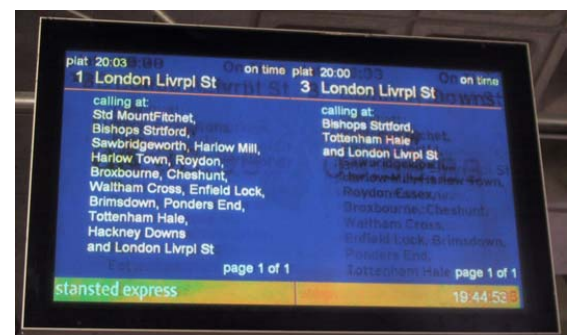 plat 20:03 on time
1 London Livrpl St
calling at:
Std MountFitchet,
Bishops Strtford,
Sawbridgeworth, Harlow Mill,
Harlow Town, Roydon,
Broxbourne, Cheshunt,
Waltham Cross, Enfield Lock,
Brimsdown, Ponders End,
Tottenham Hale,
Hackney Downs
and London Livrpl St
page 1 of 1
plat 20:00 on time
3 London Livrpl St
calling at:
Bishops Strtford,
Tottenham Hale
and London Livrpl St
page 1 of 1
stansted express
19:44:53